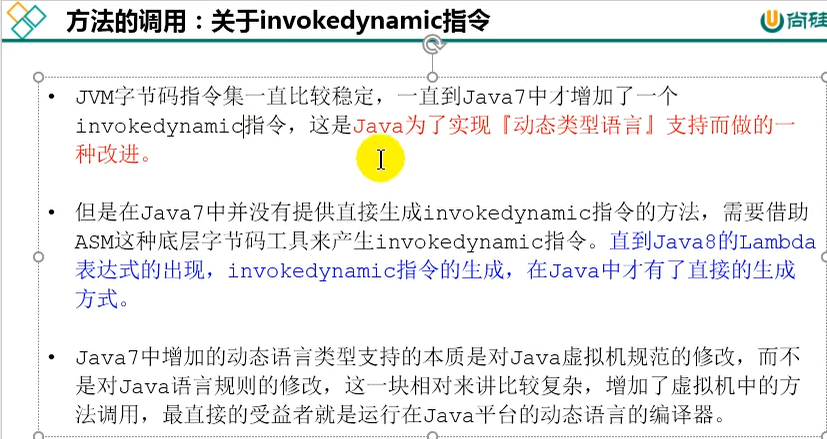 方法的调用：关于invokedynamic指令
尚硅
• JVM字节码指令集一直比较稳定，一直到Java7中才增加了一个
invokedynamic指令，这是Java为了实现『动态类型语言』支持而做的一
种改进。
• 但是在Java7中并没有提供直接生成invokedynamic指令的方法，需要借助
ASM这种底层字节码工具来产生invokedynamic指令。直到Java8的Lambda
表达式的出现，invokedynamic指令的生成，在Java中才有了直接的生成
方式。
• Java7中增加的动态语言类型支持的本质是对Java虚拟机规范的修改，而不
是对Java语言规则的修改，这一块相对来讲比较复杂，增加了虚拟机中的方
法调用，最直接的受益者就是运行在Java平台的动态语言的编译器。